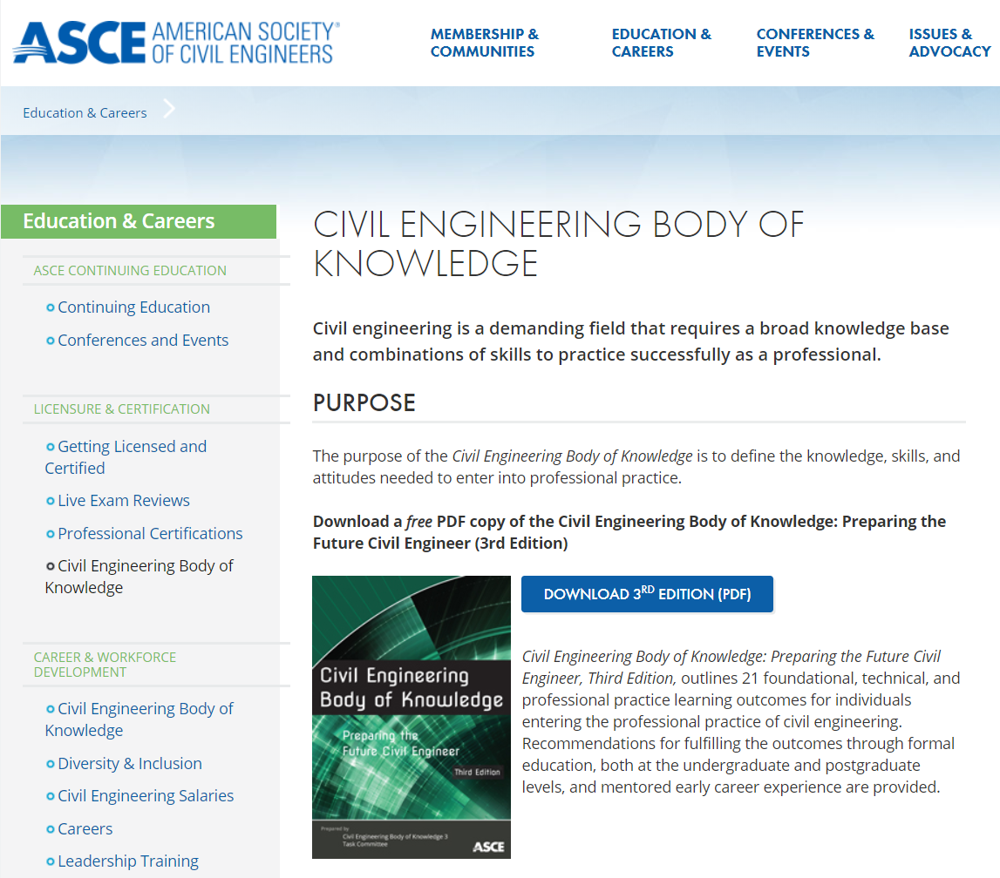 ASCE AMERICAN SOCIETY®
OF CIVIL ENGINEERS
MEMBERSHIP &
COMMUNITIES
EDUCATION &
CAREERS
CONFERENCES &
EVENTS
ISSUES &
ADVOCACY
Education & Careers
Education & Careers
ASCE CONTINUING EDUCATION
Continuing Education
Conferences and Events
LICENSURE & CERTIFICATION
Getting Licensed and
Certified
Live Exam Reviews
Professional Certifications
Civil Engineering Body of
Knowledge
CAREER & WORKFORCE
DEVELOPMENT
Civil Engineering Body of
Knowledge
Diversity & Inclusion
Civil Engineering Salaries
Careers
Leadership Training
CIVIL ENGINEERING BODY OF
KNOWLEDGE
Civil engineering is a demanding field that requires a broad knowledge base
and combinations of skills to practice successfully as a professional.
PURPOSE
The purpose of the Civil Engineering Body of Knowledge is to define the knowledge, skills, and
attitudes needed to enter into professional practice.
Download a free PDF copy of the Civil Engineering Body of Knowledge: Preparing the
Future Civil Engineer (3rd Edition)
Civil Engineering
Body of Knowledge
Preparing the
Future Civil Engineer
Third Edition
Prepared by
Civil Engineering Body of Knowledge 3
Task Committee
ASCE
DOWNLOAD 3RD EDITION (PDF)
Civil Engineering Body of Knowledge: Preparing the Future Civil
Engineer, Third Edition, outlines 21 foundational, technical, and
professional practice learning outcomes for individuals
entering the professional practice of civil engineering.
Recommendations for fulfilling the outcomes through formal
education, both at the undergraduate and postgraduate
levels, and mentored early career experience are provided.